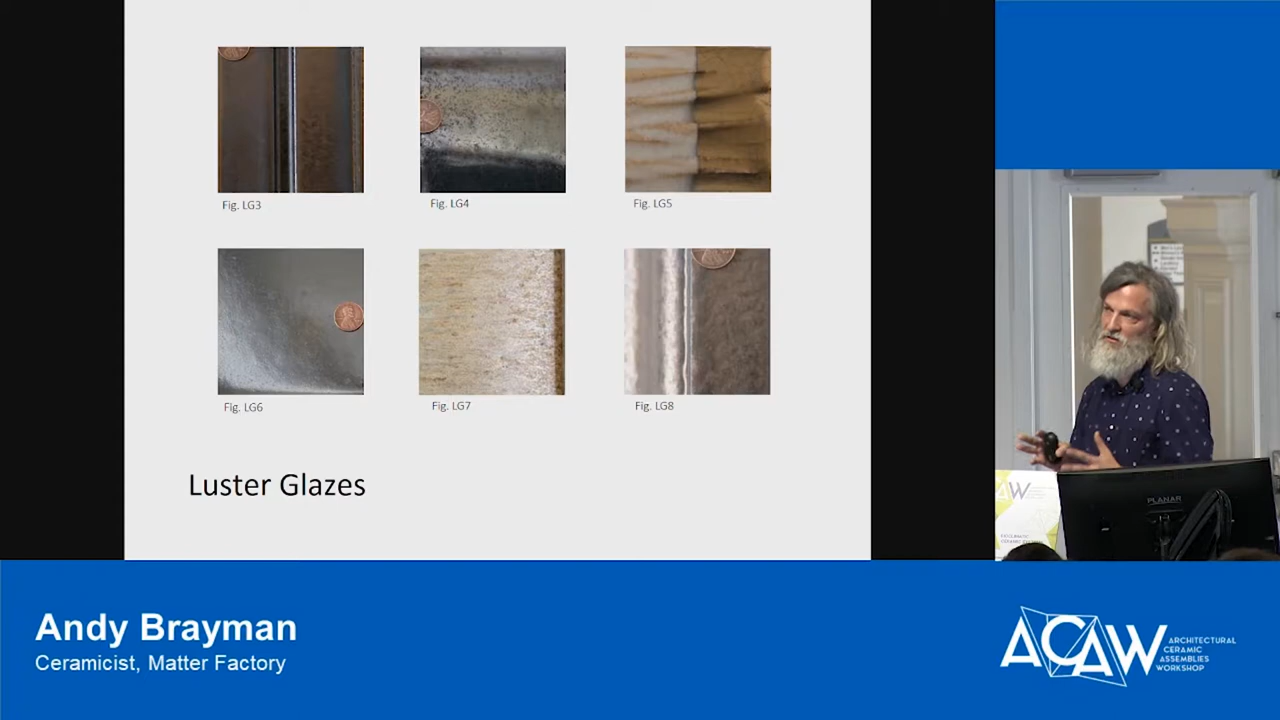 Fig. LG3
Fig. LG4
Fig. LG5
Fig. LG6
Fig. LG7
Fig. LG8
Luster Glazes
PLANAR
Andy Brayman
Ceramicist, Matter Factory
ACAW
ARCHITECTURAL
CERAMIC
ASSEMBLIES
WORKSHOP